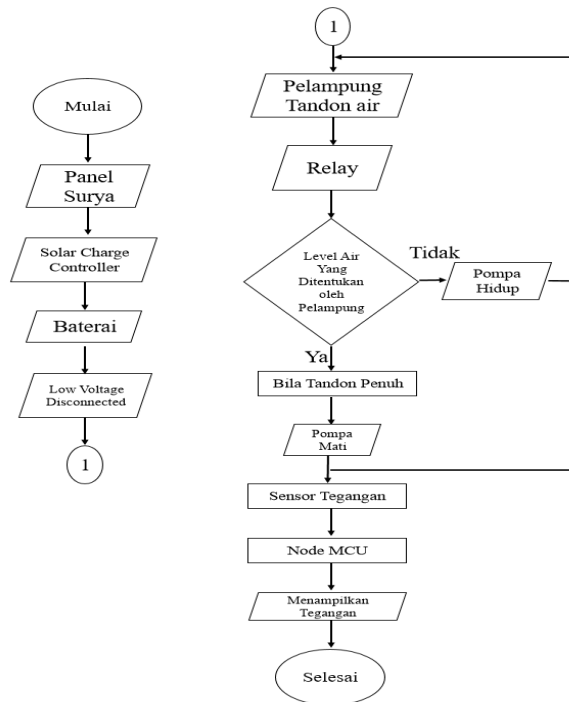 Mulai
Panel
Surya
Solar Charge
Controller
Baterai
Low Voltage
Disconnected
1
1
Pelampung
Tandon air
Relay
Level Air
Yang
Ditentukan
oleh
Pelampung
Tidak
Pompa
Hidup
Ya
Bila Tandon Penuh
Pompa
Mati
Sensor Tegangan
Node MCU
Menampilkan
Tegangan
Selesai